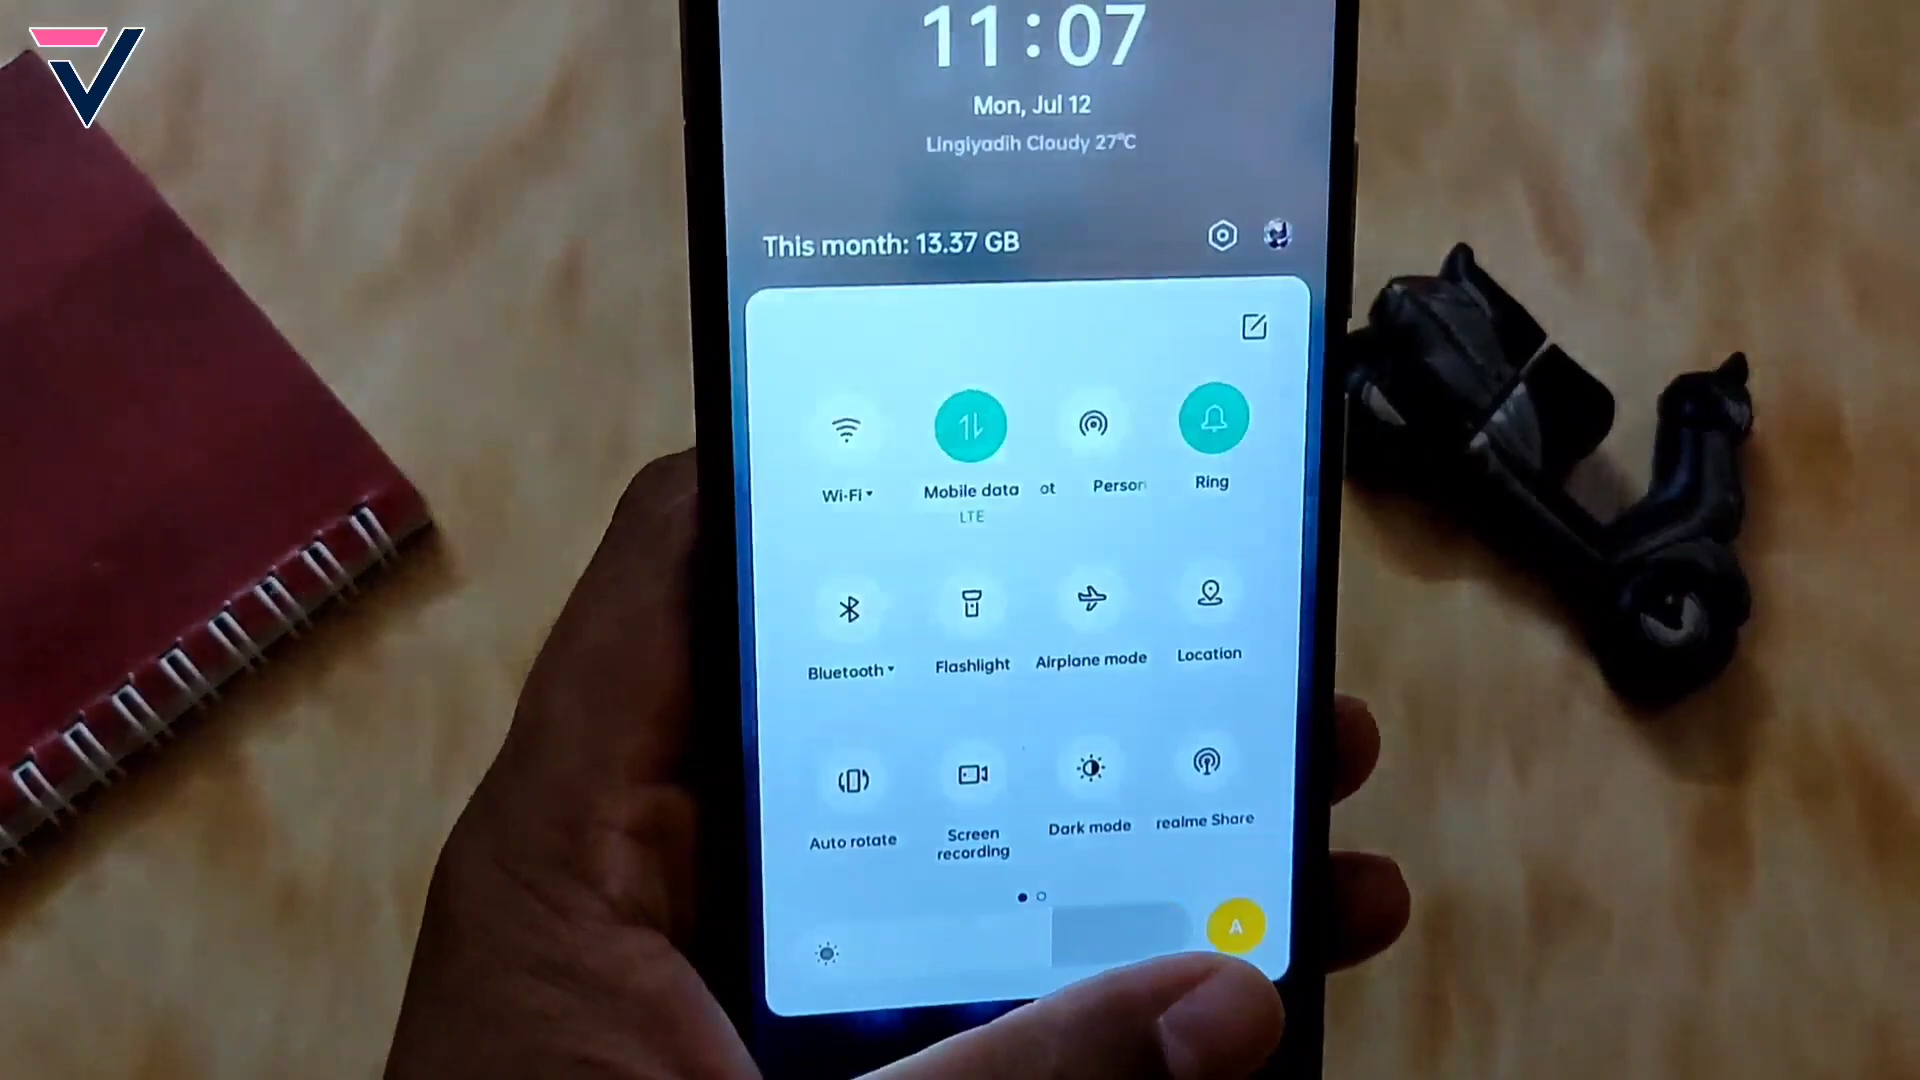 11:07
Mon, Jul 12
Lingiyadih Cloudy 27°C
This month: 13.37 GB
Wi-Fi
Mobile data
LTE
ot Person
Ring
Bluetooth
Flashlight
Airplane mode
Location
Auto rotate
Screen
recording
Dark mode
realme Share
A